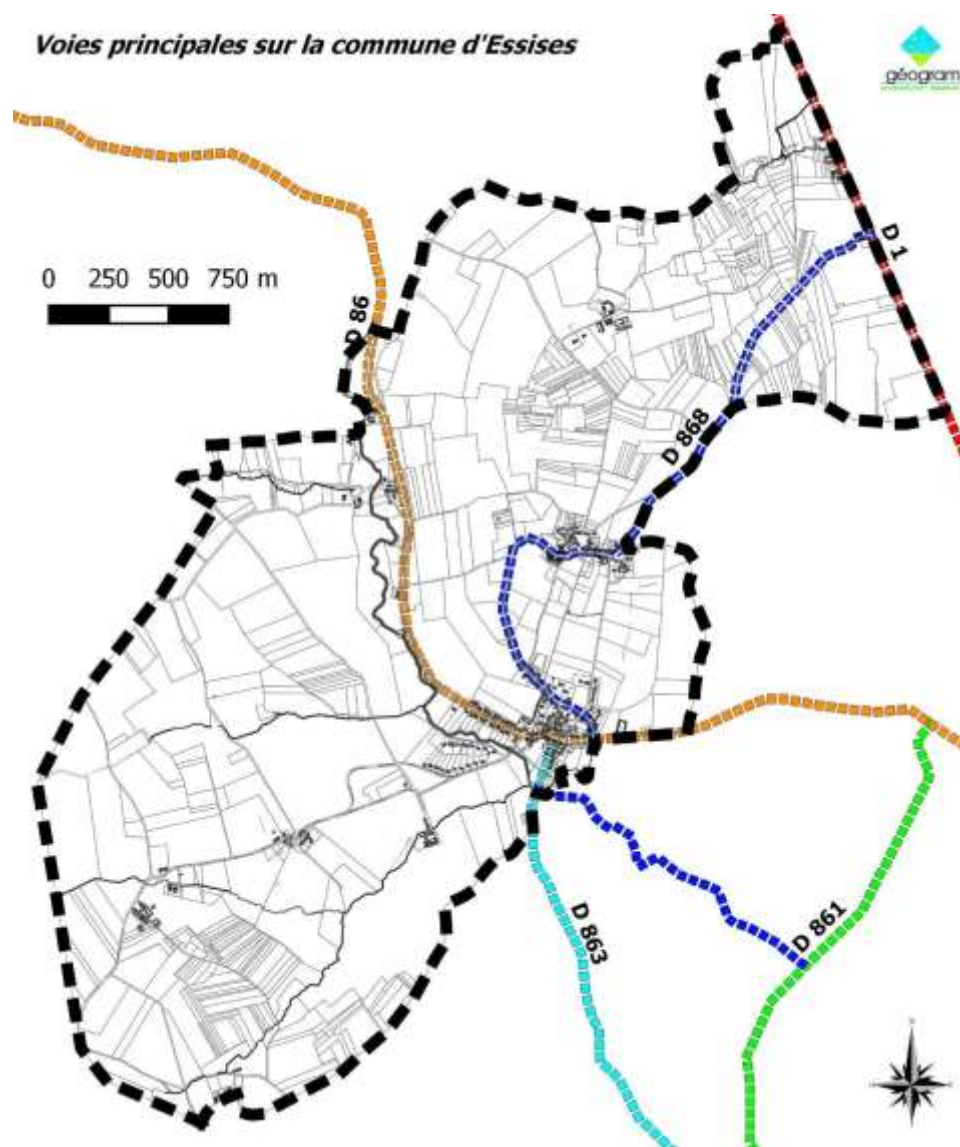 Voies principales sur la commune d'Essises
géogram
D 1
0 250 500 750 m
D 86
D 868
D 863
D 861